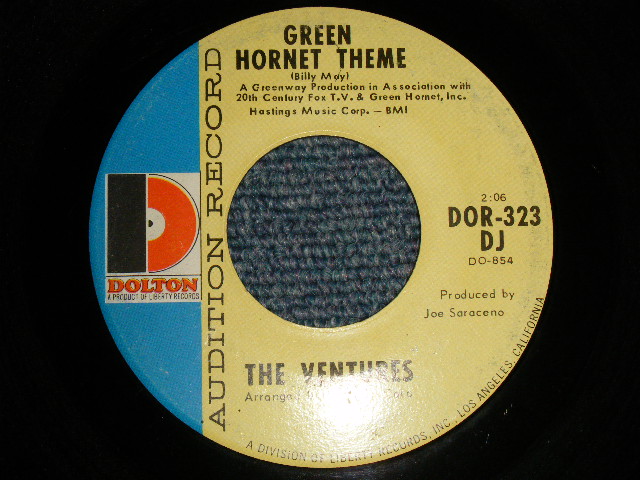 GREEN
HORNET THEME
(Billy May)
A Greenway Production in Association with
20th Century Fox T.V. & Green Hornet, Inc.
Hastings Music Corp. — BMI
AUDITION RECORD
DOLTON
A PRODUCT OF LIBERTY RECORDS
2:06
DOR-323
DJ
DO-854
Produced by
Joe Saraceno
THE VENTURES
A DIVISION OF LIBERTY RECORDS, INC., LOS ANGELES, CALIFORNIA